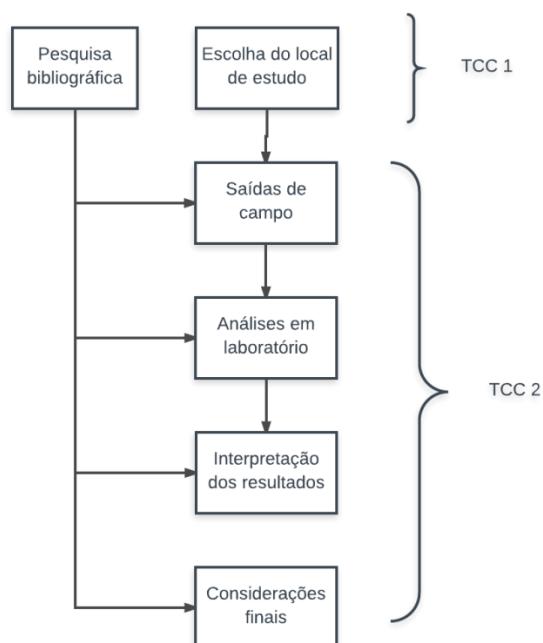 Pesquisa
bibliográfica
Escolha do local
de estudo
TCC 1
Saídas de
campo
Análises em
laboratório
TCC 2
Interpretação
dos resultados
Considerações
finais